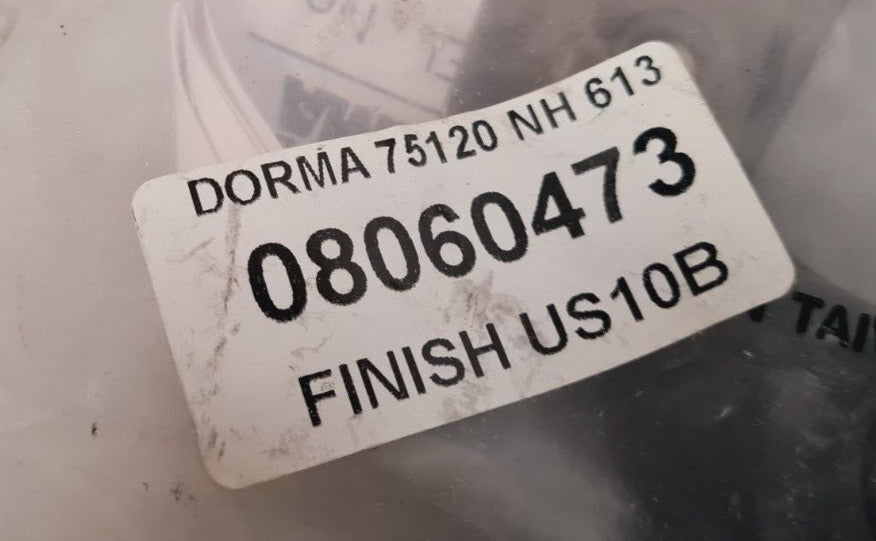 DORMA 75120 NH 613
08060473
FINISH US10B